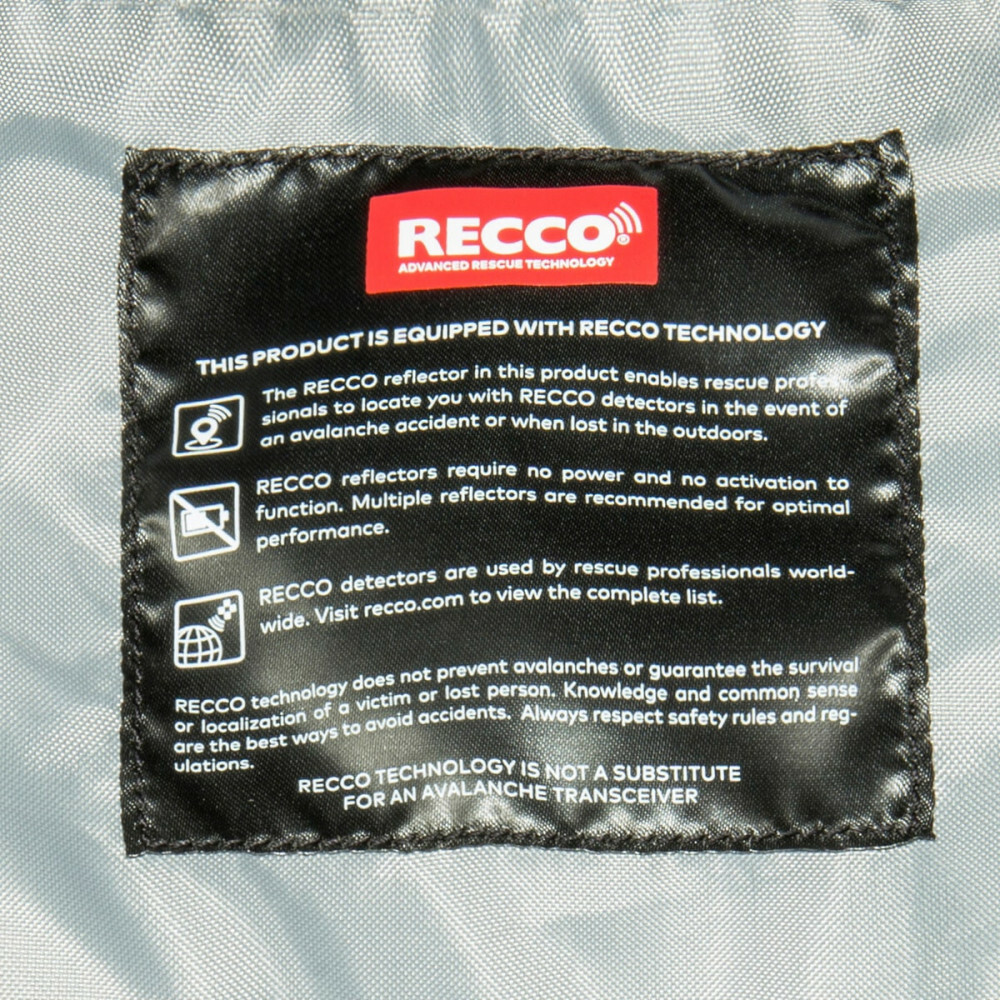 RECCO®
ADVANCED RESCUE TECHNOLOGY
THIS PRODUCT IS EQUIPPED WITH RECCO TECHNOLOGY
The RECCO reflector in this product enables rescue profes-
sionals to locate you with RECCO detectors in the event of
an avalanche accident or when lost in the outdoors.
RECCO reflectors require no power and no activation to
function. Multiple reflectors are recommended for optimal
performance.
RECCO detectors are used by rescue professionals world-
wide. Visit recco.com to view the complete list.
RECCO technology does not prevent avalanches or guarantee the survival
or localization of a victim or lost person. Knowledge and common sense
are the best ways to avoid accidents. Always respect safety rules and reg-
ulations.
RECCO TECHNOLOGY IS NOT A SUBSTITUTE
FOR AN AVALANCHE TRANSCEIVER